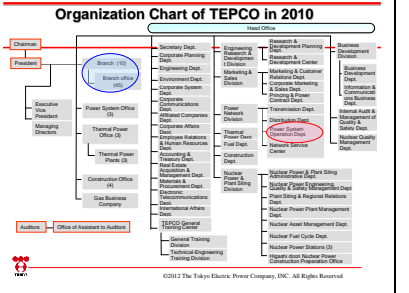 Organization Chart of TEPCO in 2010
Head Office
Chairman
President
Executive
Vice
President
Managing
Directors
Auditors
Office of Assistant to Auditors
Branch (10)
Branch office
(45)
Power System Office
(3)
Thermal Power
Office (3)
Thermal Power
Plants (3)
Construction Office
(4)
Gas Business
Company
Secretary Dept.
Corporate Planning
Dept.
Engineering Dept.
Environment Dept.
Corporate System
Dept.
Corporate
Communications
Dept.
Affiliated Companies
Dept.
Corporate Affairs
Dept.
Employee Relations
& Human Resources
Dept.
Accounting &
Treasury Dept.
Real Estate
Acquisition &
Management Dept.
Materials &
Procurement Dept.
Electronic
Telecommunications
Dept.
International Affairs
Dept.
TEPCO General
Training Center
General Training
Division
Technical-Engineering
Training Division
Engineering
Research &
Developmen
t Division
Marketing &
Sales
Division
Power
Network
Division
Thermal
Power Dent
Fuel Dept.
Construction
Dept.
Nuclear
Power &
Plant Siting
Division
Research &
Development Planning
Dept.
Research &
Development Center
Marketing & Customer
Relations Dept.
Corporate Marketing
& Sales Dept.
Pricing & Power
Contract Dept.
Transmission Dept.
Distribution Dept.
Power System
Operation Dept.
Network Service
Center
Nuclear Power & Plant Siting
Administrative Dept.
Nuclear Power Engineering,
Quality & Safety Management Dept.
Plant Siting & Regional Relations
Dept.
Nuclear Power Plant Management
Dept.
Nuclear Asset Management Dept.
Nuclear Fuel Cycle Dept.
Nuclear Power Stations (3)
Higashi doori Nuclear Power
Construction Preparation Office
Business
Development
Division
Business
Development
Dept.
Information &
Communicati
ons Business
Dept.
Internal Audit &
Management of
Quality &
Safety Dept.
Nuclear Quality
Management
Dept.
©2012 The Tokyo Electric Power Company, INC. All Rights Reserved